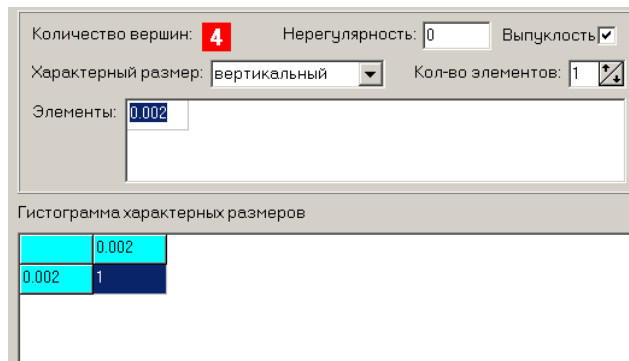 Количество вершин: 4 Нерегулярность: 0 Выпуклость
Характерный размер: вертикальный Кол-во элементов: 1
Элементы: 0.002
Гистограмма характерных размеров
0.002
0.002 1